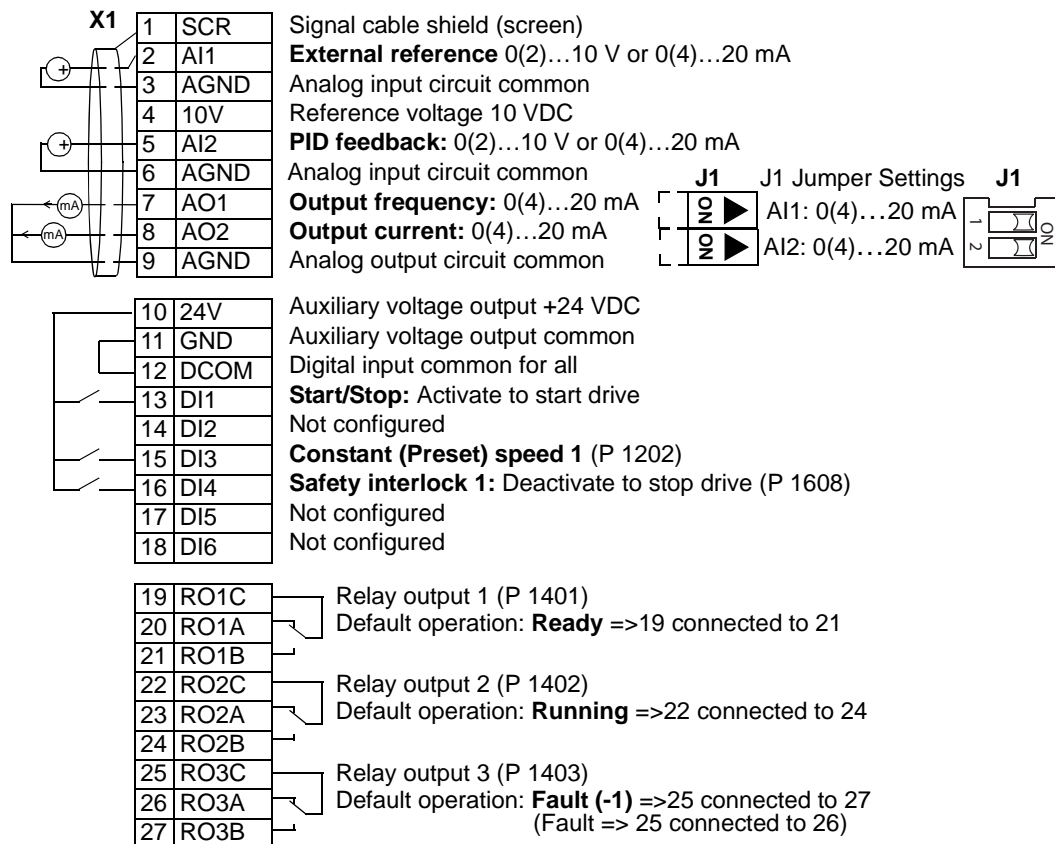 X1
1 SCR Signal cable shield (screen)
2 AI1 External reference 0(2)…10 V or 0(4)…20 mA
3 AGND Analog input circuit common
4 10V Reference voltage 10 VDC
5 AI2 PID feedback: 0(2)…10 V or 0(4)…20 mA
6 AGND Analog input circuit common
7 AO1 Output frequency: 0(4)…20 mA
8 AO2 Output current: 0(4)…20 mA
9 AGND Analog output circuit common
+
+
mA
mA
J1 J1 Jumper Settings J1
ON AI1: 0(4)…20 mA 1
ON AI2: 0(4)…20 mA 2
ON
10 24V Auxiliary voltage output +24 VDC
11 GND Auxiliary voltage output common
12 DCOM Digital input common for all
13 DI1 Start/Stop: Activate to start drive
14 DI2 Not configured
15 DI3 Constant (Preset) speed 1 (P 1202)
16 DI4 Safety interlock 1: Deactivate to stop drive (P 1608)
17 DI5 Not configured
18 DI6 Not configured
19 RO1C Relay output 1 (P 1401)
20 RO1A Default operation: Ready =>19 connected to 21
21 RO1B
22 RO2C Relay output 2 (P 1402)
23 RO2A Default operation: Running =>22 connected to 24
24 RO2B
25 RO3C Relay output 3 (P 1403)
26 RO3A Default operation: Fault (-1) =>25 connected to 27
27 RO3B (Fault => 25 connected to 26)